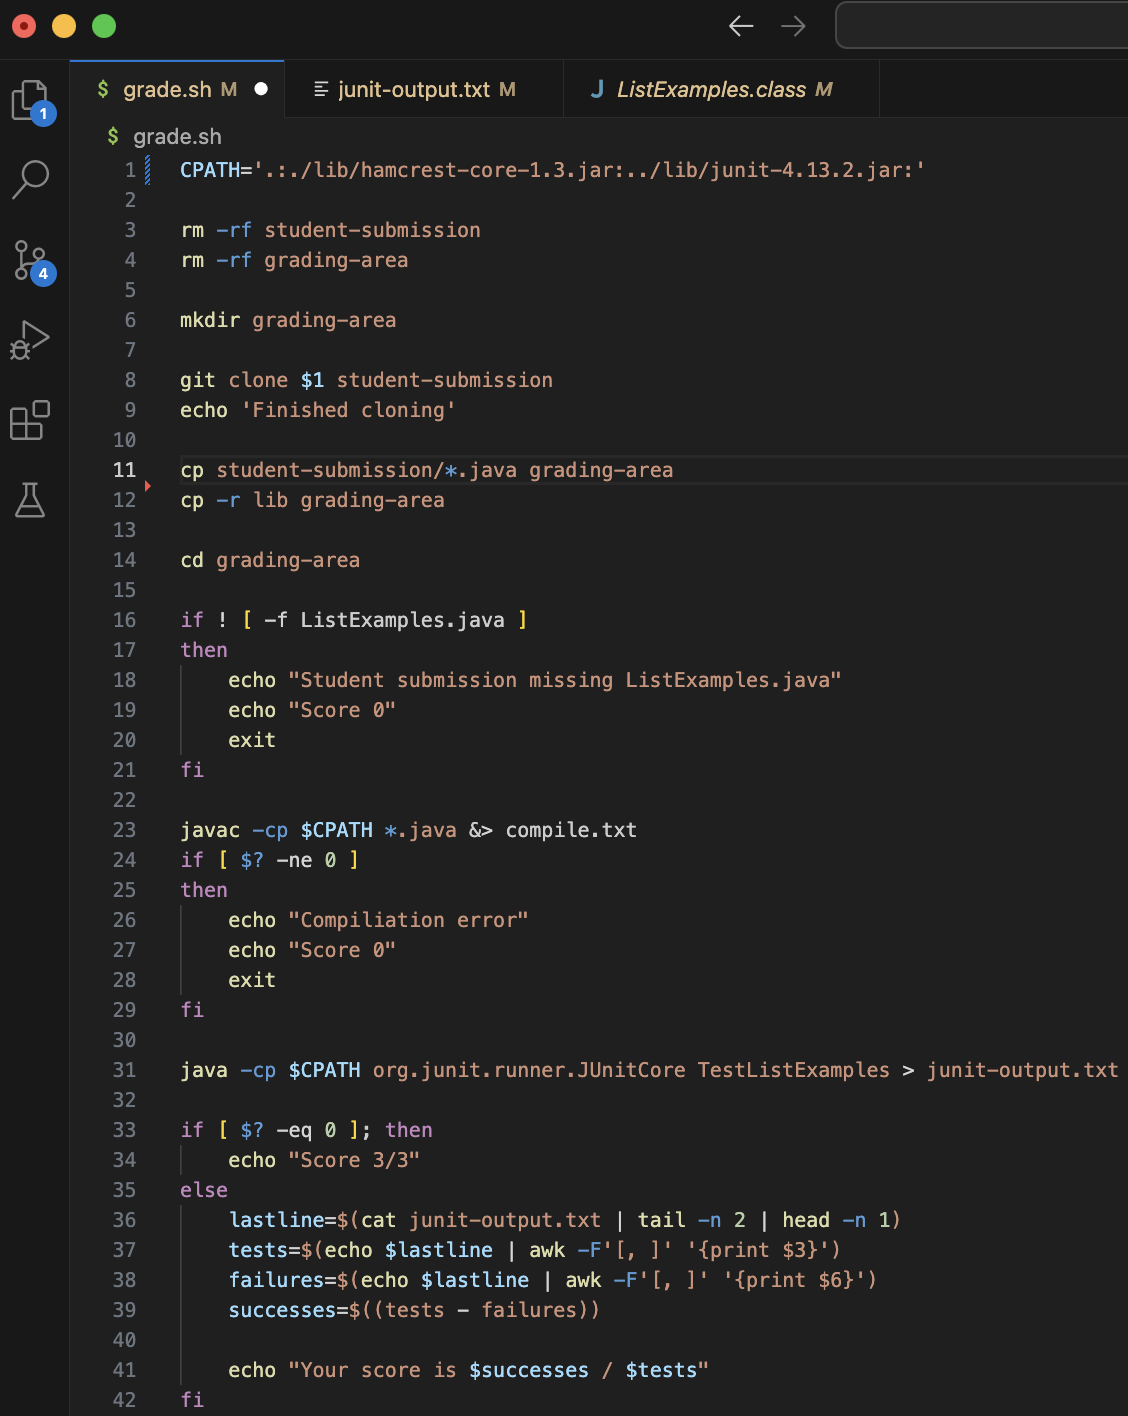 $ grade.sh M
junit-output.txt M
J ListExamples.class M
1
$ grade.sh
4
1 CPATH='.:./lib/hamcrest-core-1.3.jar:../lib/junit-4.13.2.jar:'
2
3 rm -rf student-submission
4 rm -rf grading-area
5
6 mkdir grading-area
7
8 git clone $1 student-submission
9 echo 'Finished cloning'
10
11 cp student-submission/*.java grading-area
12 cp -r lib grading-area
13
14 cd grading-area
15
16 if ! [ -f ListExamples.java ]
17 then
18 echo "Student submission missing ListExamples.java"
19 echo "Score 0"
20 exit
21 fi
22
23 javac -cp $CPATH *.java &> compile.txt
24 if [ $? -ne 0 ]
25 then
26 echo "Compiliation error"
27 echo "Score 0"
28 exit
29 fi
30
31 java -cp $CPATH org.junit.runner.JUnitCore TestListExamples > junit-output.txt
32
33 if [ $? -eq 0 ]; then
34 echo "Score 3/3"
35 else
36 lastline=$(cat junit-output.txt | tail -n 2 | head -n 1)
37 tests=$(echo $lastline | awk -F'[, ]' '{print $3}')
38 failures=$(echo $lastline | awk -F'[, ]' '{print $6}')
39 successes=$((tests - failures))
40
41 echo "Your score is $successes / $tests"
42 fi